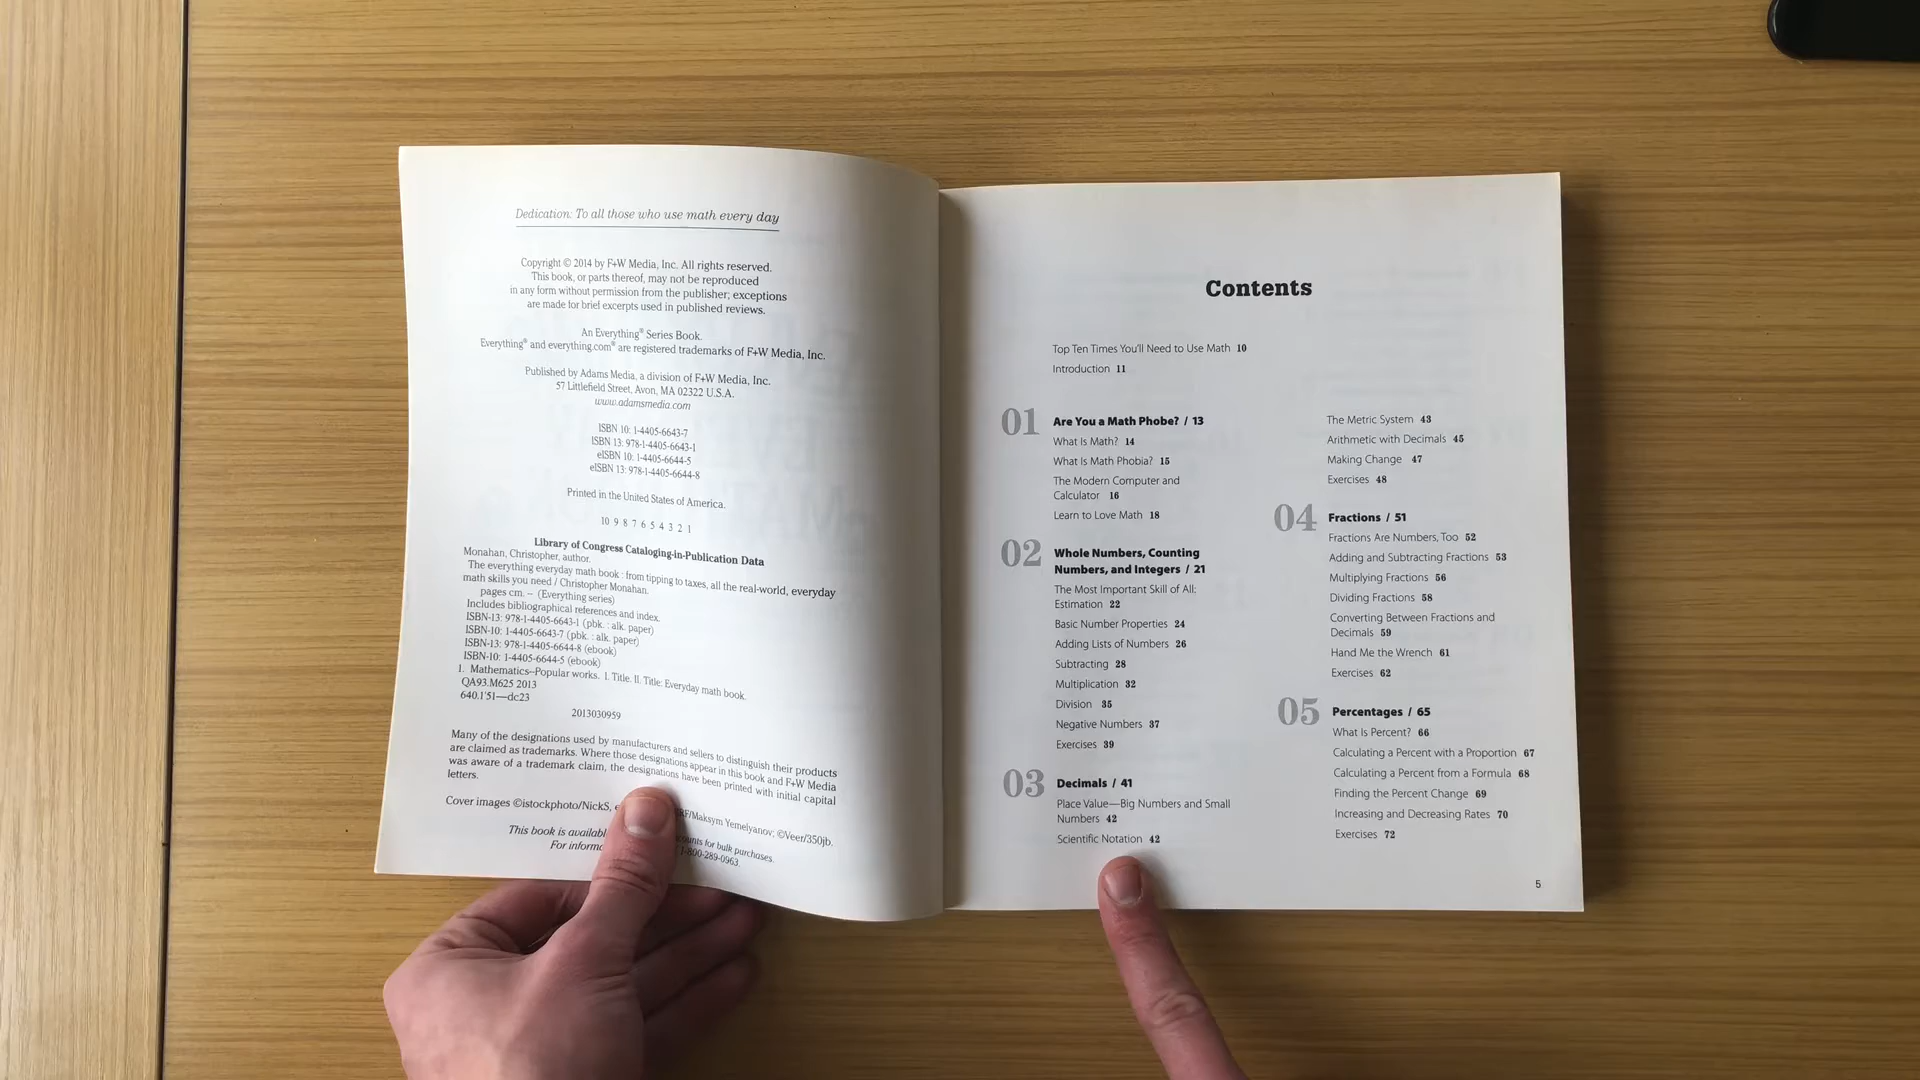 Dedication: To all those who use math every day
Copyright © 2014 by F+W Media, Inc. All rights reserved.
This book, or parts thereof, may not be reproduced
in any form without permission from the publisher; exceptions
are made for brief excerpts used in published reviews.
An Everything® Series Book.
Everything® and everything.com® are registered trademarks of F+W Media, Inc.
Published by Adams Media, a division of F+W Media, Inc.
57 Littlefield Street, Avon, MA 02322 U.S.A.
www.adamsmedia.com
ISBN 10: 1-4405-6643-7
ISBN 13: 978-1-4405-6643-1
eISBN 10: 1-4405-6644-5
eISBN 13: 978-1-4405-6644-8
Printed in the United States of America.
10 9 8 7 6 5 4 3 2 1
Library of Congress Cataloging-in-Publication Data
Monahan, Christopher, author.
The everything everyday math book : from tipping to taxes, all the real-world, everyday
math skills you need / Christopher Monahan.
pages cm. – (Everything series)
Includes bibliographical references and index.
ISBN-13: 978-1-4405-6643-1 (pbk. : alk. paper)
ISBN-10: 1-4405-6643-7 (pbk. : alk. paper)
ISBN-13: 978-1-4405-6644-8 (ebook)
ISBN-10: 1-4405-6644-5 (ebook)
1. Mathematics--Popular works. I. Title. II. Title: Everyday math book.
QA93.M625 2013
640.1'51—dc23
2013030959
Many of the designations used by manufacturers and sellers to distinguish their products
are claimed as trademarks. Where those designations appear in this book and F+W Media
was aware of a trademark claim, the designations have been printed with initial capital
letters.
Cover images ©istockphoto/NickS, RF/Maksym Yemelyanov; ©Veer/350jb.
This book is counts for bulk purchases.
For 1-800-289-0963.
Contents
Top Ten Times You'll Need to Use Math 10
Introduction 11
01 Are You a Math Phobe? / 13
What Is Math? 14
What Is Math Phobia? 15
The Modern Computer and
Calculator 16
Learn to Love Math 18
02 Whole Numbers, Counting
Numbers, and Integers / 21
The Most Important Skill of All:
Estimation 22
Basic Number Properties 24
Adding Lists of Numbers 26
Subtracting 28
Multiplication 32
Division 35
Negative Numbers 37
Exercises 39
03 Decimals / 41
Place Value—Big Numbers and Small
Numbers 42
Scientific Notation 42
The Metric System 43
Arithmetic with Decimals 45
Making Change 47
Exercises 48
04 Fractions / 51
Fractions Are Numbers, Too 52
Adding and Subtracting Fractions 53
Multiplying Fractions 56
Dividing Fractions 58
Converting Between Fractions and
Decimals 59
Hand Me the Wrench 61
Exercises 62
05 Percentages / 65
What Is Percent? 66
Calculating a Percent with a Proportion 67
Calculating a Percent from a Formula 68
Finding the Percent Change 69
Increasing and Decreasing Rates 70
Exercises 72
5